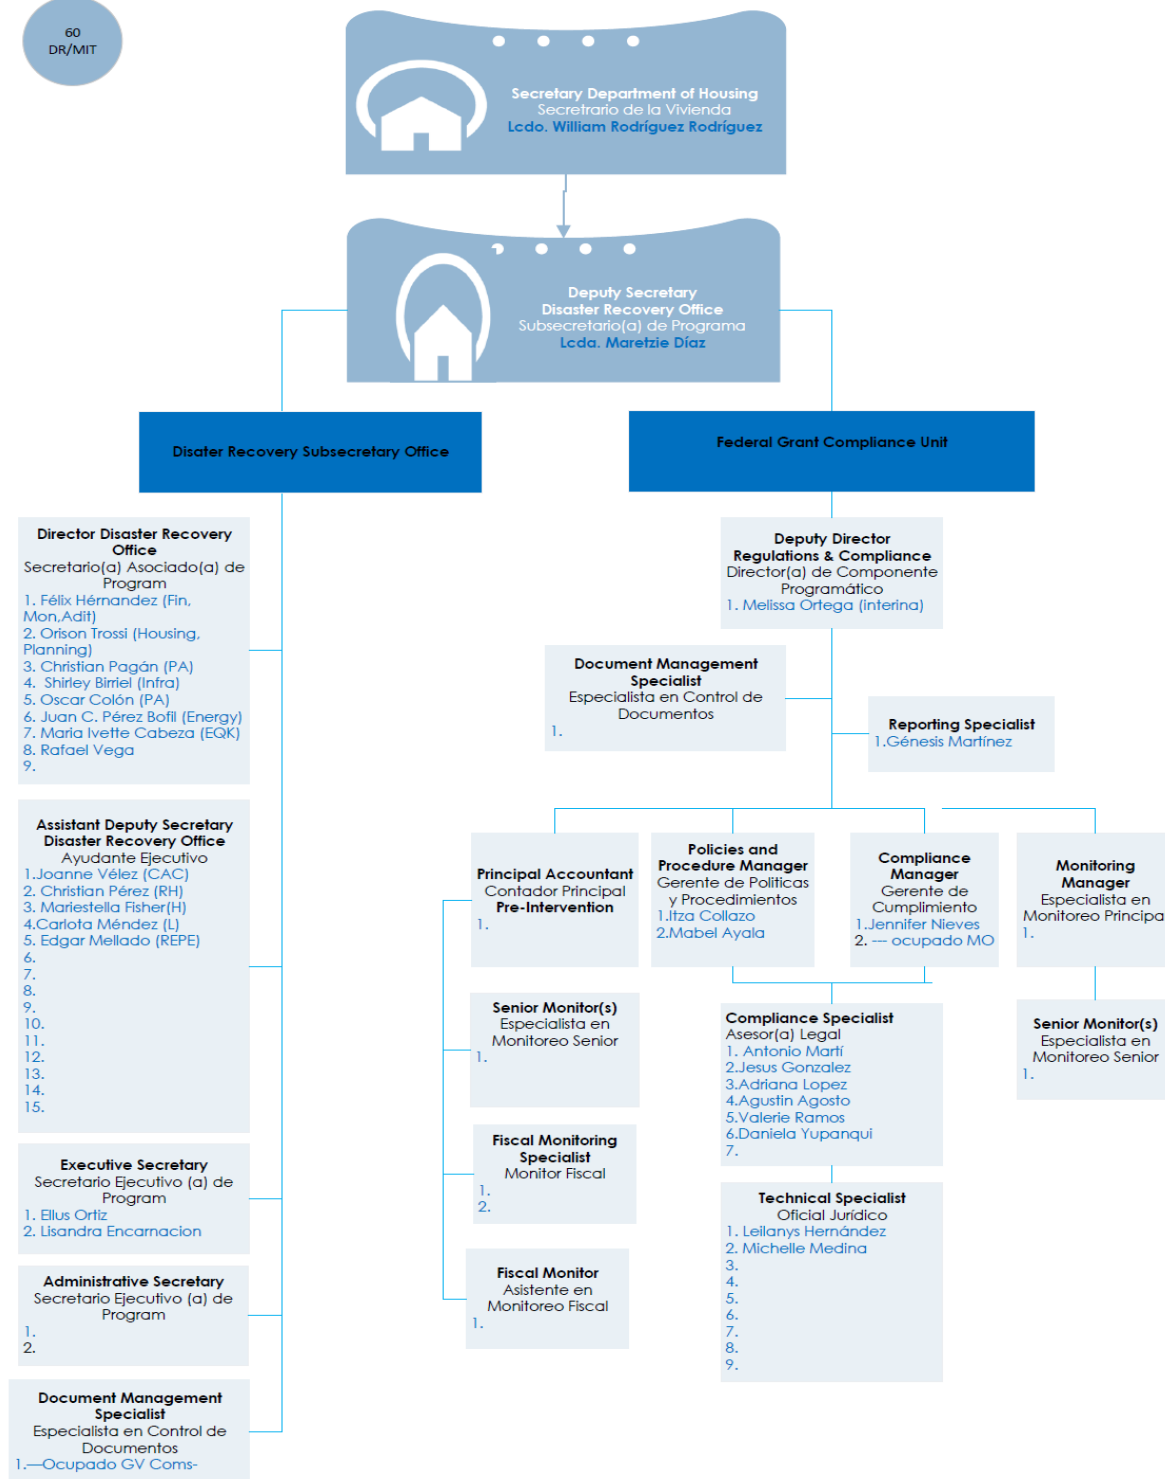 60
DR/MIT
Secretary Department of Housing
Secretrario de la Vivienda
Lcdo. William Rodríguez Rodríguez
Deputy Secretary
Disaster Recovery Office
Subsecretario(a) de Programa
Lcda. Maretzie Díaz
Disater Recovery Subsecretary Office
Director Disaster Recovery
Office
Secretario(a) Asociado(a) de
Program
1. Félix Hérnandez (Fin,
Mon,Adit)
2. Orison Trossi (Housing,
Planning)
3. Christian Pagán (PA)
4. Shirley Birriel (Infra)
5. Oscar Colón (PA)
6. Juan C. Pérez Bofil (Energy)
7. Maria Ivette Cabeza (EQK)
8. Rafael Vega
9.
Assistant Deputy Secretary
Disaster Recovery Office
Ayudante Ejecutivo
1.Joanne Vélez (CAC)
2. Christian Pérez (RH)
3. Mariestella Fisher(H)
4.Carlota Méndez (L)
5. Edgar Mellado (REPE)
6.
7.
8.
9.
10.
11.
12.
13.
14.
15.
Executive Secretary
Secretario Ejecutivo (a) de
Program
1. Ellus Ortiz
2. Lisandra Encarnacion
Administrative Secretary
Secretario Ejecutivo (a) de
Program
1.
2.
Document Management
Specialist
Especialista en Control de
Documentos
1.—Ocupado GV Coms-
Federal Grant Compliance Unit
Deputy Director
Regulations & Compliance
Director(a) de Componente
Programático
1. Melissa Ortega (interina)
Document Management
Specialist
Especialista en Control de
Documentos
1.
Reporting Specialist
1.Génesis Martínez
Principal Accountant
Contador Principal
Pre-Intervention
1.
Senior Monitor(s)
Especialista en
Monitoreo Senior
1.
Fiscal Monitoring
Specialist
Monitor Fiscal
1.
2.
Fiscal Monitor
Asistente en
Monitoreo Fiscal
1.
Policies and
Procedure Manager
Gerente de Politicas
y Procedimientos
1.Itza Collazo
2.Mabel Ayala
Compliance
Manager
Gerente de
Cumplimiento
1.Jennifer Nieves
2. --- ocupado MO
Compliance Specialist
Asesor(a) Legal
1. Antonio Martí
2.Jesus Gonzalez
3.Adriana Lopez
4.Agustin Agosto
5.Valerie Ramos
6.Daniela Yupanqui
7.
Technical Specialist
Oficial Jurídico
1. Leilanys Hernández
2. Michelle Medina
3.
4.
5.
6.
7.
8.
9.
Monitoring
Manager
Especialista en
Monitoreo Principa
1.
Senior Monitor(s)
Especialista en
Monitoreo Senior
1.